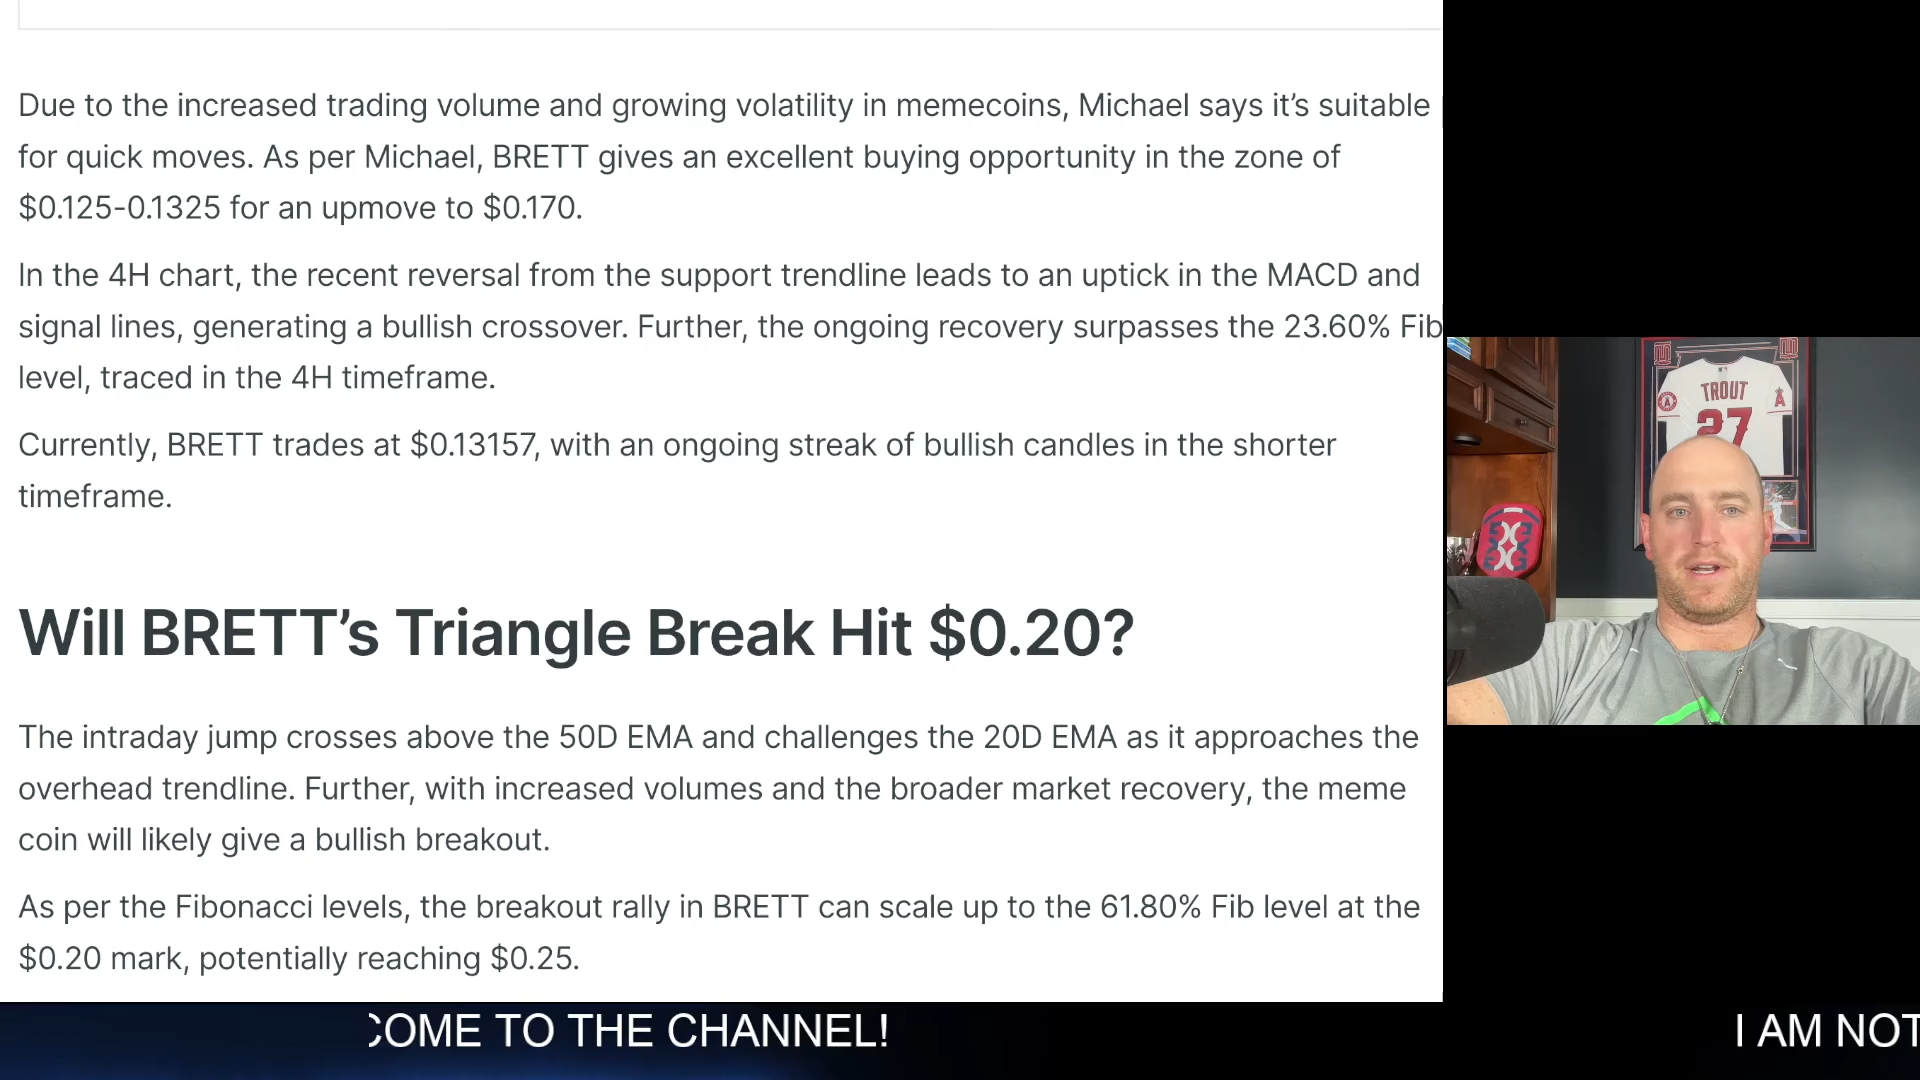 Due to the increased trading volume and growing volatility in memecoins, Michael says it’s suitable
for quick moves. As per Michael, BRETT gives an excellent buying opportunity in the zone of
$0.125-0.1325 for an upmove to $0.170.
In the 4H chart, the recent reversal from the support trendline leads to an uptick in the MACD and
signal lines, generating a bullish crossover. Further, the ongoing recovery surpasses the 23.60% Fib
level, traced in the 4H timeframe.
Currently, BRETT trades at $0.13157, with an ongoing streak of bullish candles in the shorter
timeframe.
Will BRETT’s Triangle Break Hit $0.20?
The intraday jump crosses above the 50D EMA and challenges the 20D EMA as it approaches the
overhead trendline. Further, with increased volumes and the broader market recovery, the meme
coin will likely give a bullish breakout.
As per the Fibonacci levels, the breakout rally in BRETT can scale up to the 61.80% Fib level at the
$0.20 mark, potentially reaching $0.25.
TROUT
27
COME TO THE CHANNEL!
I AM NOT